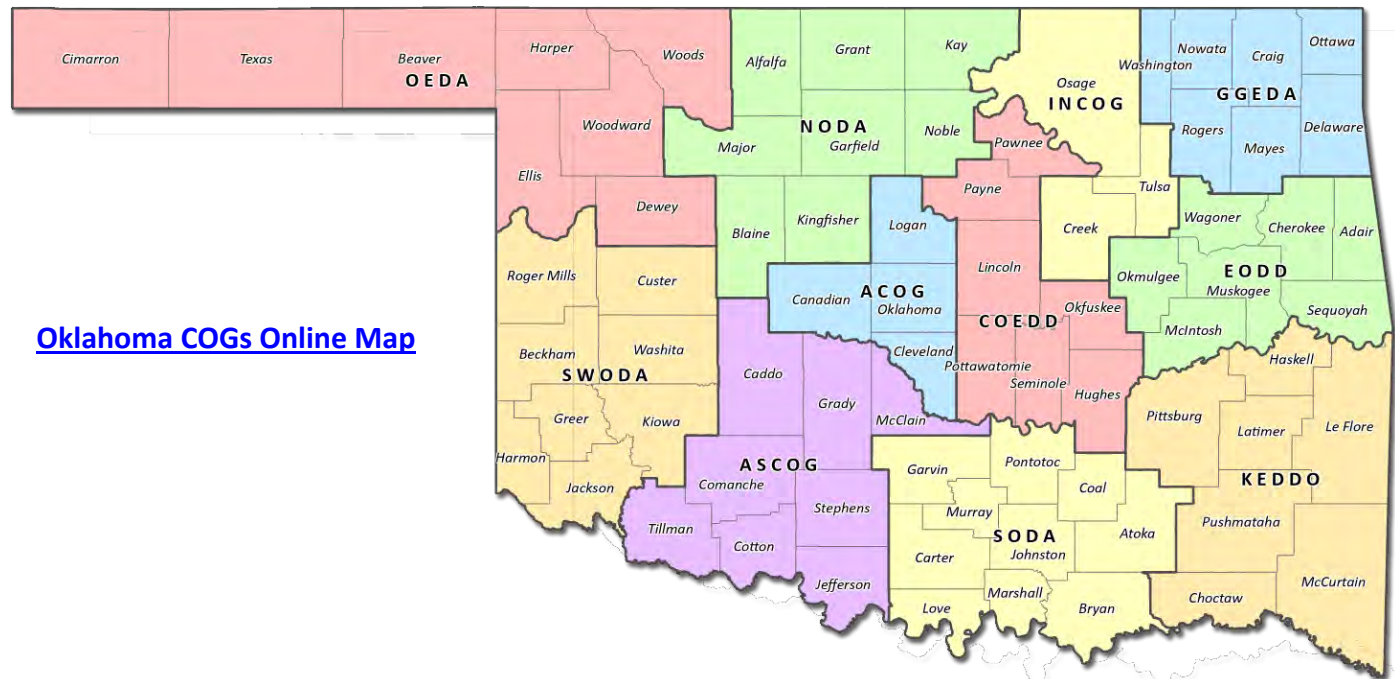 Harper
Woods
Cimarron
Texas
Beaver
OEDA
Woodward
Ellis
Dewey
Alfalfa
Grant
Kay
NODA
Major
Garfield
Noble
Blaine
Kingfisher
Osage
INCOG
Tulsa
Creek
Washington
Nowata
Craig
Ottawa
GGEDA
Rogers
Mayes
Delaware
Pawnee
Payne
Lincoln
Okfuskee
COEDD
Pottawatomie
Seminole
Hughes
Logan
Canadian
ACOG
Oklahoma
Cleveland
Wagoner
Cherokee
Adair
Okmulgee
EODD
Muskogee
McIntosh
Sequoyah
Oklahoma COGs Online Map
Roger Mills
Custer
Beckham
Washita
SWODA
Greer
Kiowa
Harmon
Jackson
Caddo
Grady
McClain
ASCOG
Comanche
Stephens
Tillman
Cotton
Jefferson
Garvin
Pontotoc
Coal
Murray
SODA
Atoka
Carter
Johnston
Marshall
Love
Bryan
Haskell
Pittsburg
Latimer
Le Flore
KEDDO
Pushmataha
McCurtain
Choctaw